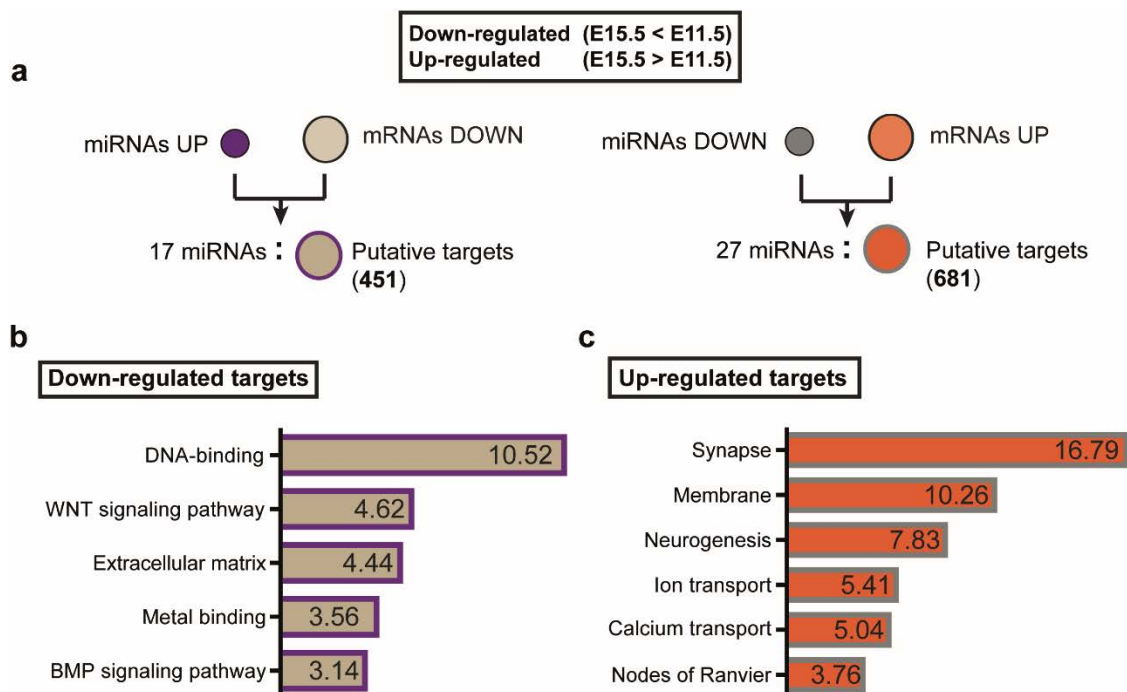 Down-regulated (E15.5 < E11.5)
Up-regulated (E15.5 > E11.5)
a
miRNAs UP
mRNAs DOWN
17 miRNAs :
Putative targets
(451)
miRNAs DOWN
mRNAs UP
27 miRNAs :
Putative targets
(681)
b
Down-regulated targets
DNA-binding 10.52
WNT signaling pathway 4.62
Extracellular matrix 4.44
Metal binding 3.56
BMP signaling pathway 3.14
c
Up-regulated targets
Synapse 16.79
Membrane 10.26
Neurogenesis 7.83
Ion transport 5.41
Calcium transport 5.04
Nodes of Ranvier 3.76